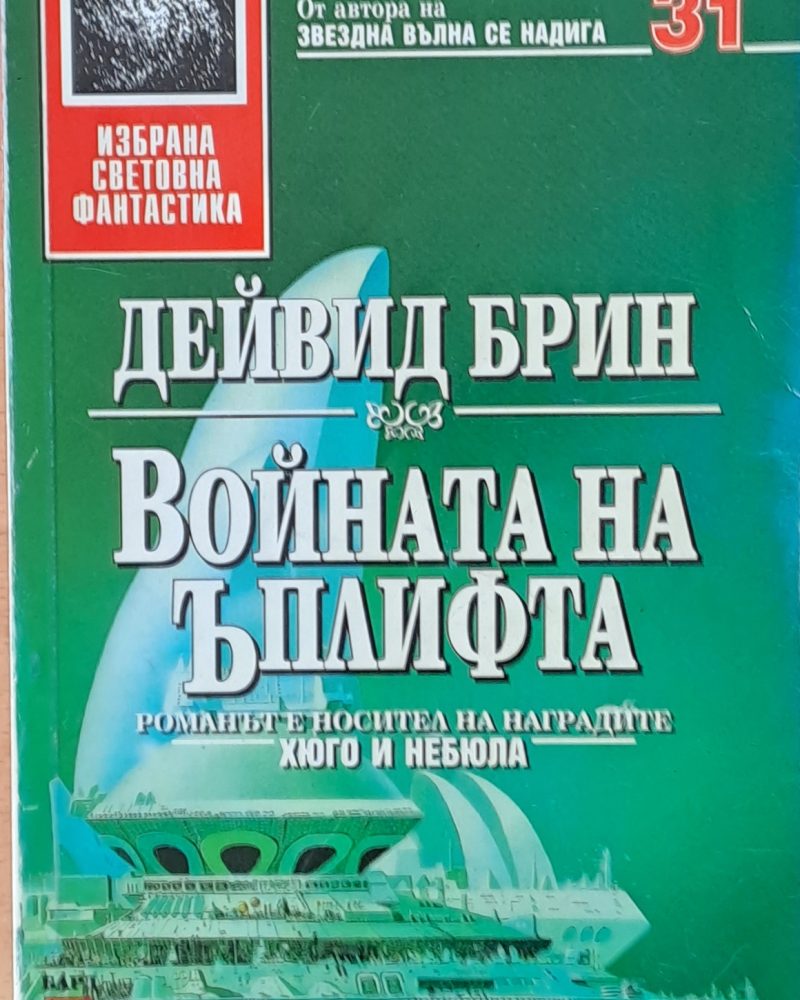 От автора на
ЗВЕЗДНА ВЪЛНА СЕ НАДИГА
31
ИЗБРАНА
СВЕТОВНА
ФАНТАСТИКА
ДЕЙВИД БРИН
ВОЙНАТА НА
ЪПЛИФТА
РОМАНЪТ Е НОСИТЕЛ НА НАГРАДИТЕ
ХЮГО И НЕБЮЛА